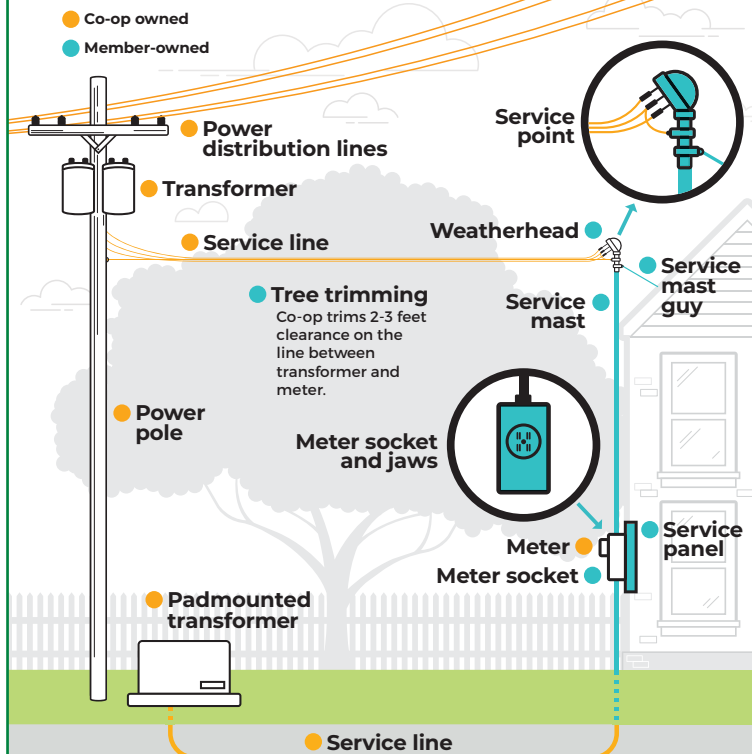 Co-op owned
Member-owned
Power
distribution lines
Transformer
Service
point
Service line
Weatherhead
Service
mast
guy
Tree trimming
Co-op trims 2-3 feet
clearance on the
line between
transformer and
meter.
Service
mast
Power
pole
Meter socket
and jaws
Meter
Service
panel
Meter socket
Padmounted
transformer
Service line